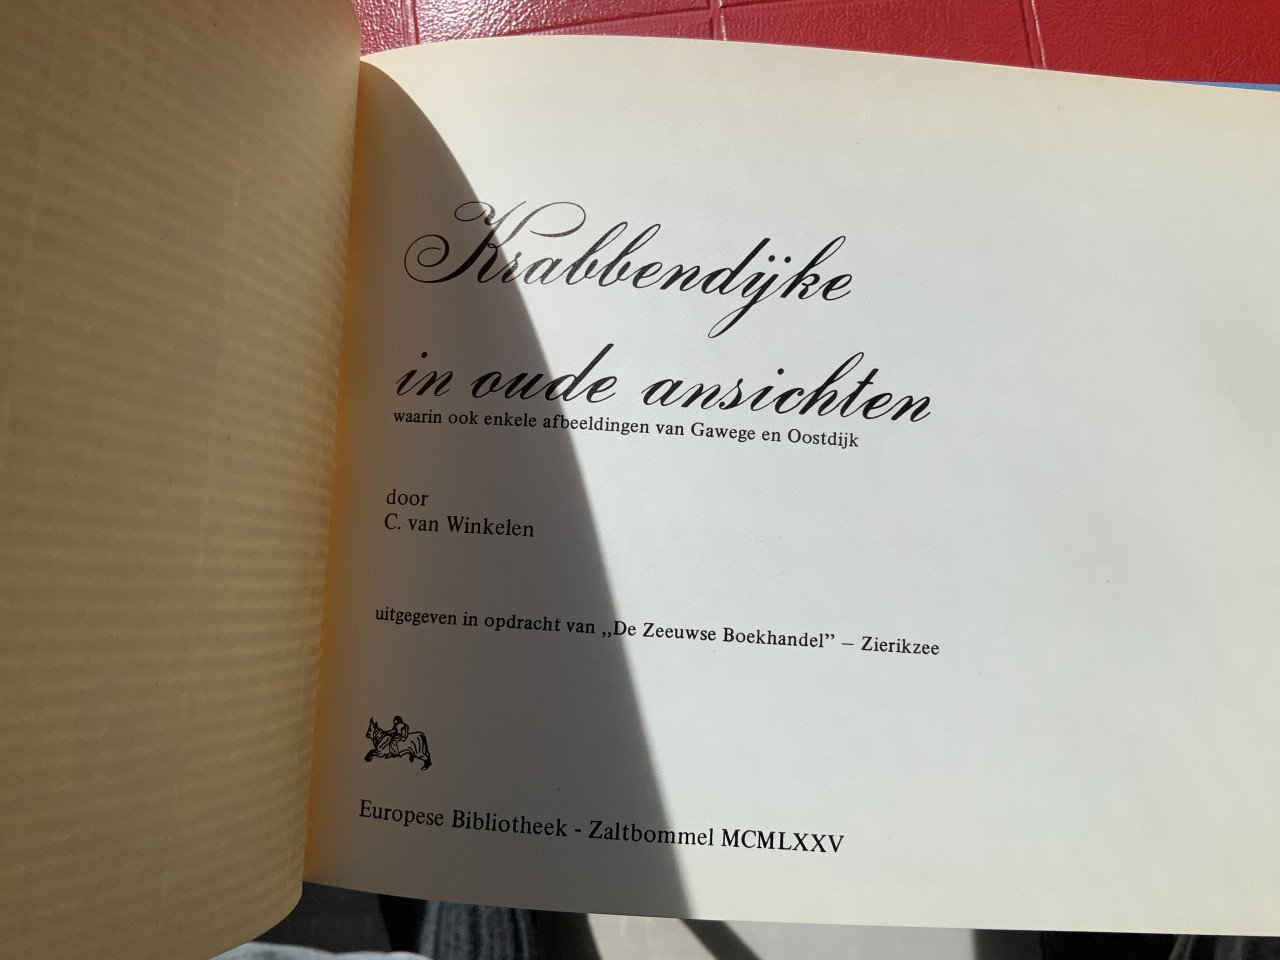 Krabbendijke
in oude ansichten
waarin ook enkele afbeeldingen van Gawege en Oostdijk
door
C. van Winkelen
uitgegeven in opdracht van „De Zeeuwse Boekhandel” – Zierikzee
Europese Bibliotheek - Zaltbommel MCMLXXV